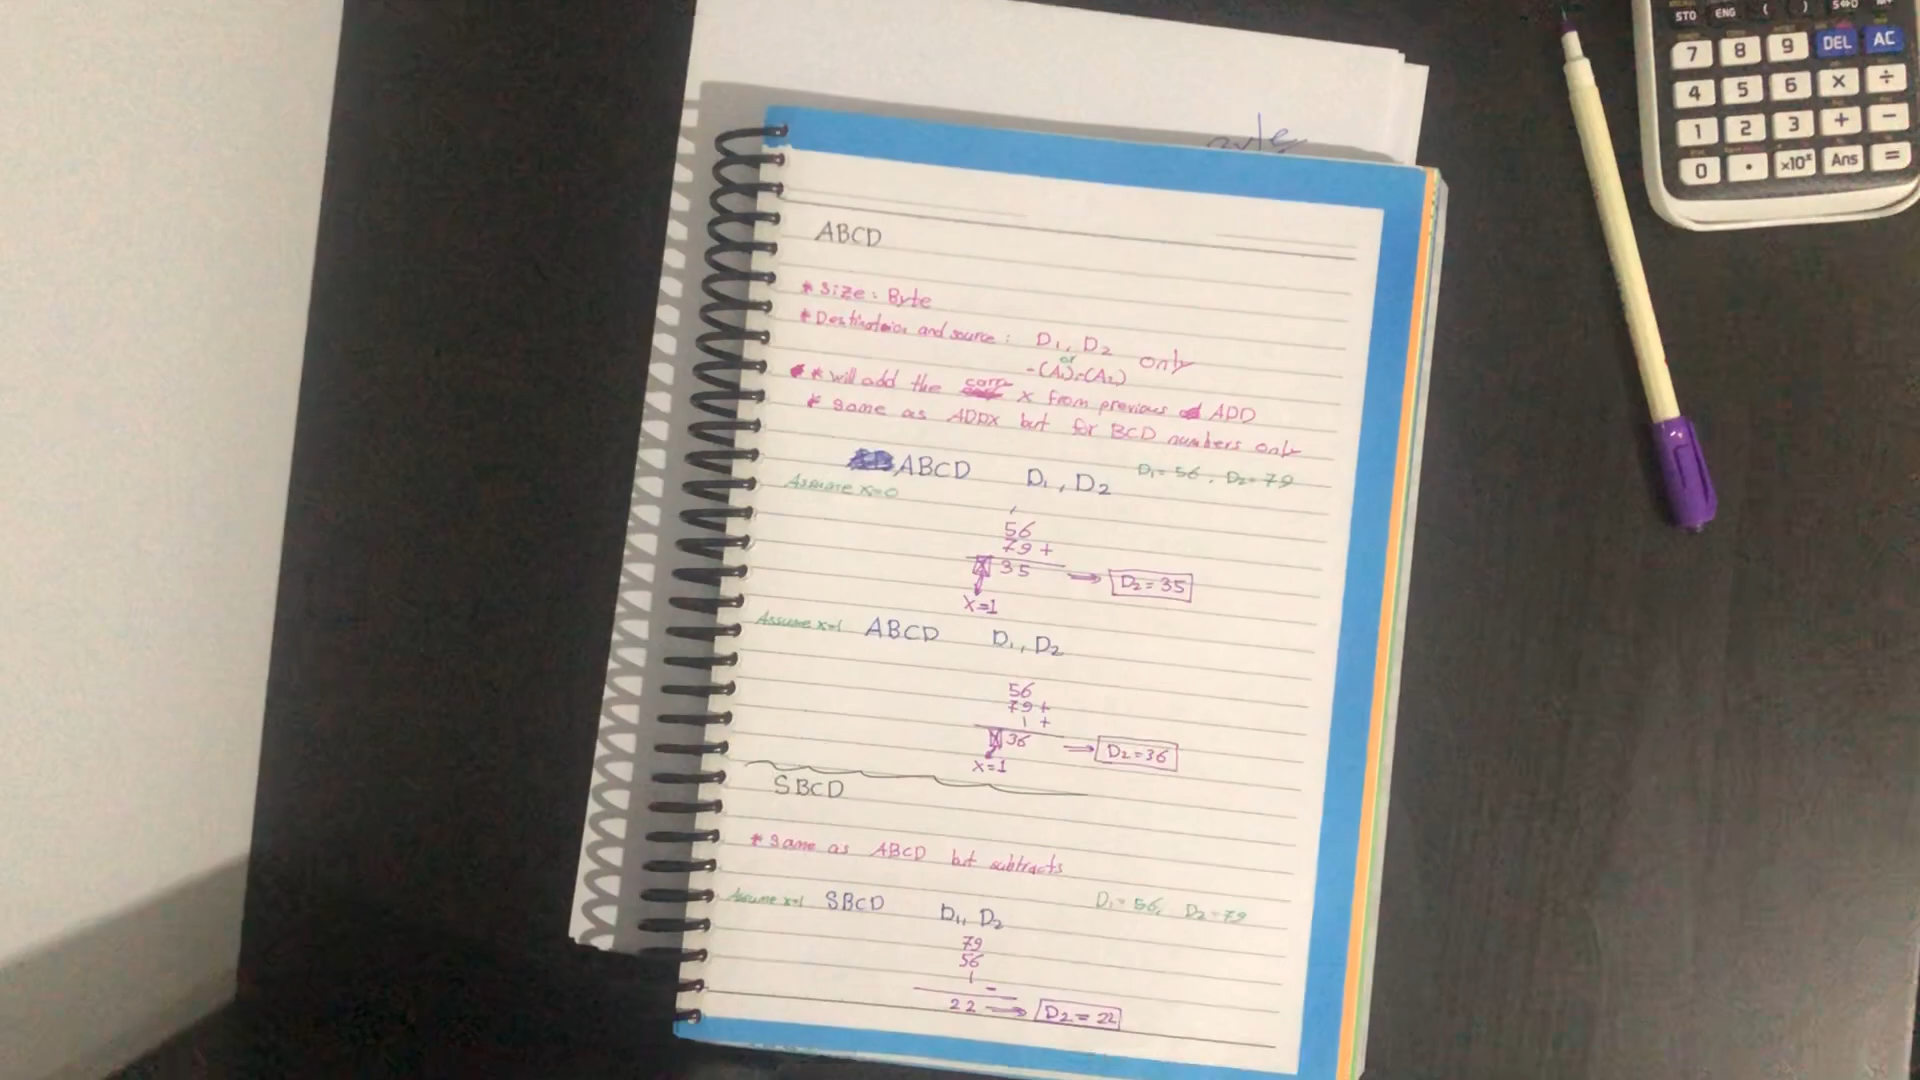 ABCD
* Size: Byte
* Destinataion and source: D1, D2 only
or
-(A1),-(A2)
* will add the carry X from previous ADD
* same as ADDX but for BCD numbers only
ABCD D1, D2 D1= 56, D2= 79
Assume x=0
1
56
79 +
1 35 → D2 = 35
X=1
Assume x=1 ABCD D1, D2
56
79 +
1 +
1 36 → D2=36
X=1
SBCD
* same as ABCD but subtracts
Assume x=1 SBCD D1, D2 D1= 56, D2=79
79
56
1 -
22 → D2 = 22
STO ENG ( ) S⇔D M+
7 8 9 DEL AC
4 5 6 × ÷
1 2 3 + −
0 . ×10ˣ Ans =